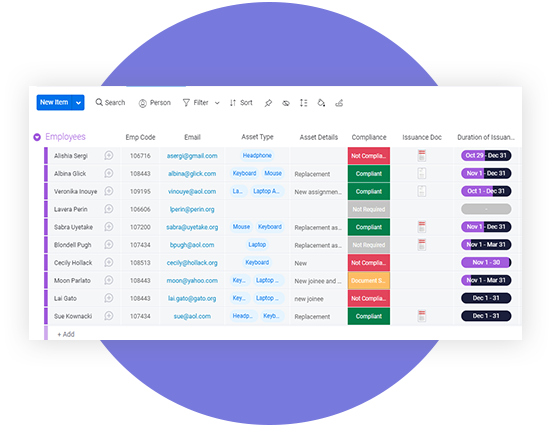 New Item Search Person Filter Sort
Employees Emp Code Email Asset Type Asset Details Compliance Issuance Doc Duration of Issuan...
Alishia Sergi 106716 asergi@gmail.com Headphone Not Complia... Oct 29 - Dec 31
Albina Glick 108443 albina@glick.com Keyboard Mouse Replacement Compliant Nov 1 - Dec 31
Veronika Inouye 109195 vinouye@aol.com La... Laptop A... New assignmen... Compliant Oct 1 - Dec 31
Lavera Perin 106606 lperin@perin.org Not Required -
Sabra Uyetake 107200 sabra@uyetake.org Mouse Keyboard Replacement as... Compliant Nov 1 - Dec 31
Blondell Pugh 107434 bpugh@aol.com Laptop Replacement as... Not Required Nov 1 - Mar 31
Cecily Hollack 108513 cecily@hollack.org Keyboard New Not Complia... Nov 1 - 30
Moon Parlato 108443 moon@yahoo.com Key... Laptop ... New joinee and ... Document S... Nov 1 - Mar 31
Lai Gato 108443 lai.gato@gato.org Key... Laptop ... new joinee Not Complia... Dec 1 - 31
Sue Kownacki 107434 sue@aol.com Headp... Keyb... Replacement Compliant Dec 1 - 31
+ Add